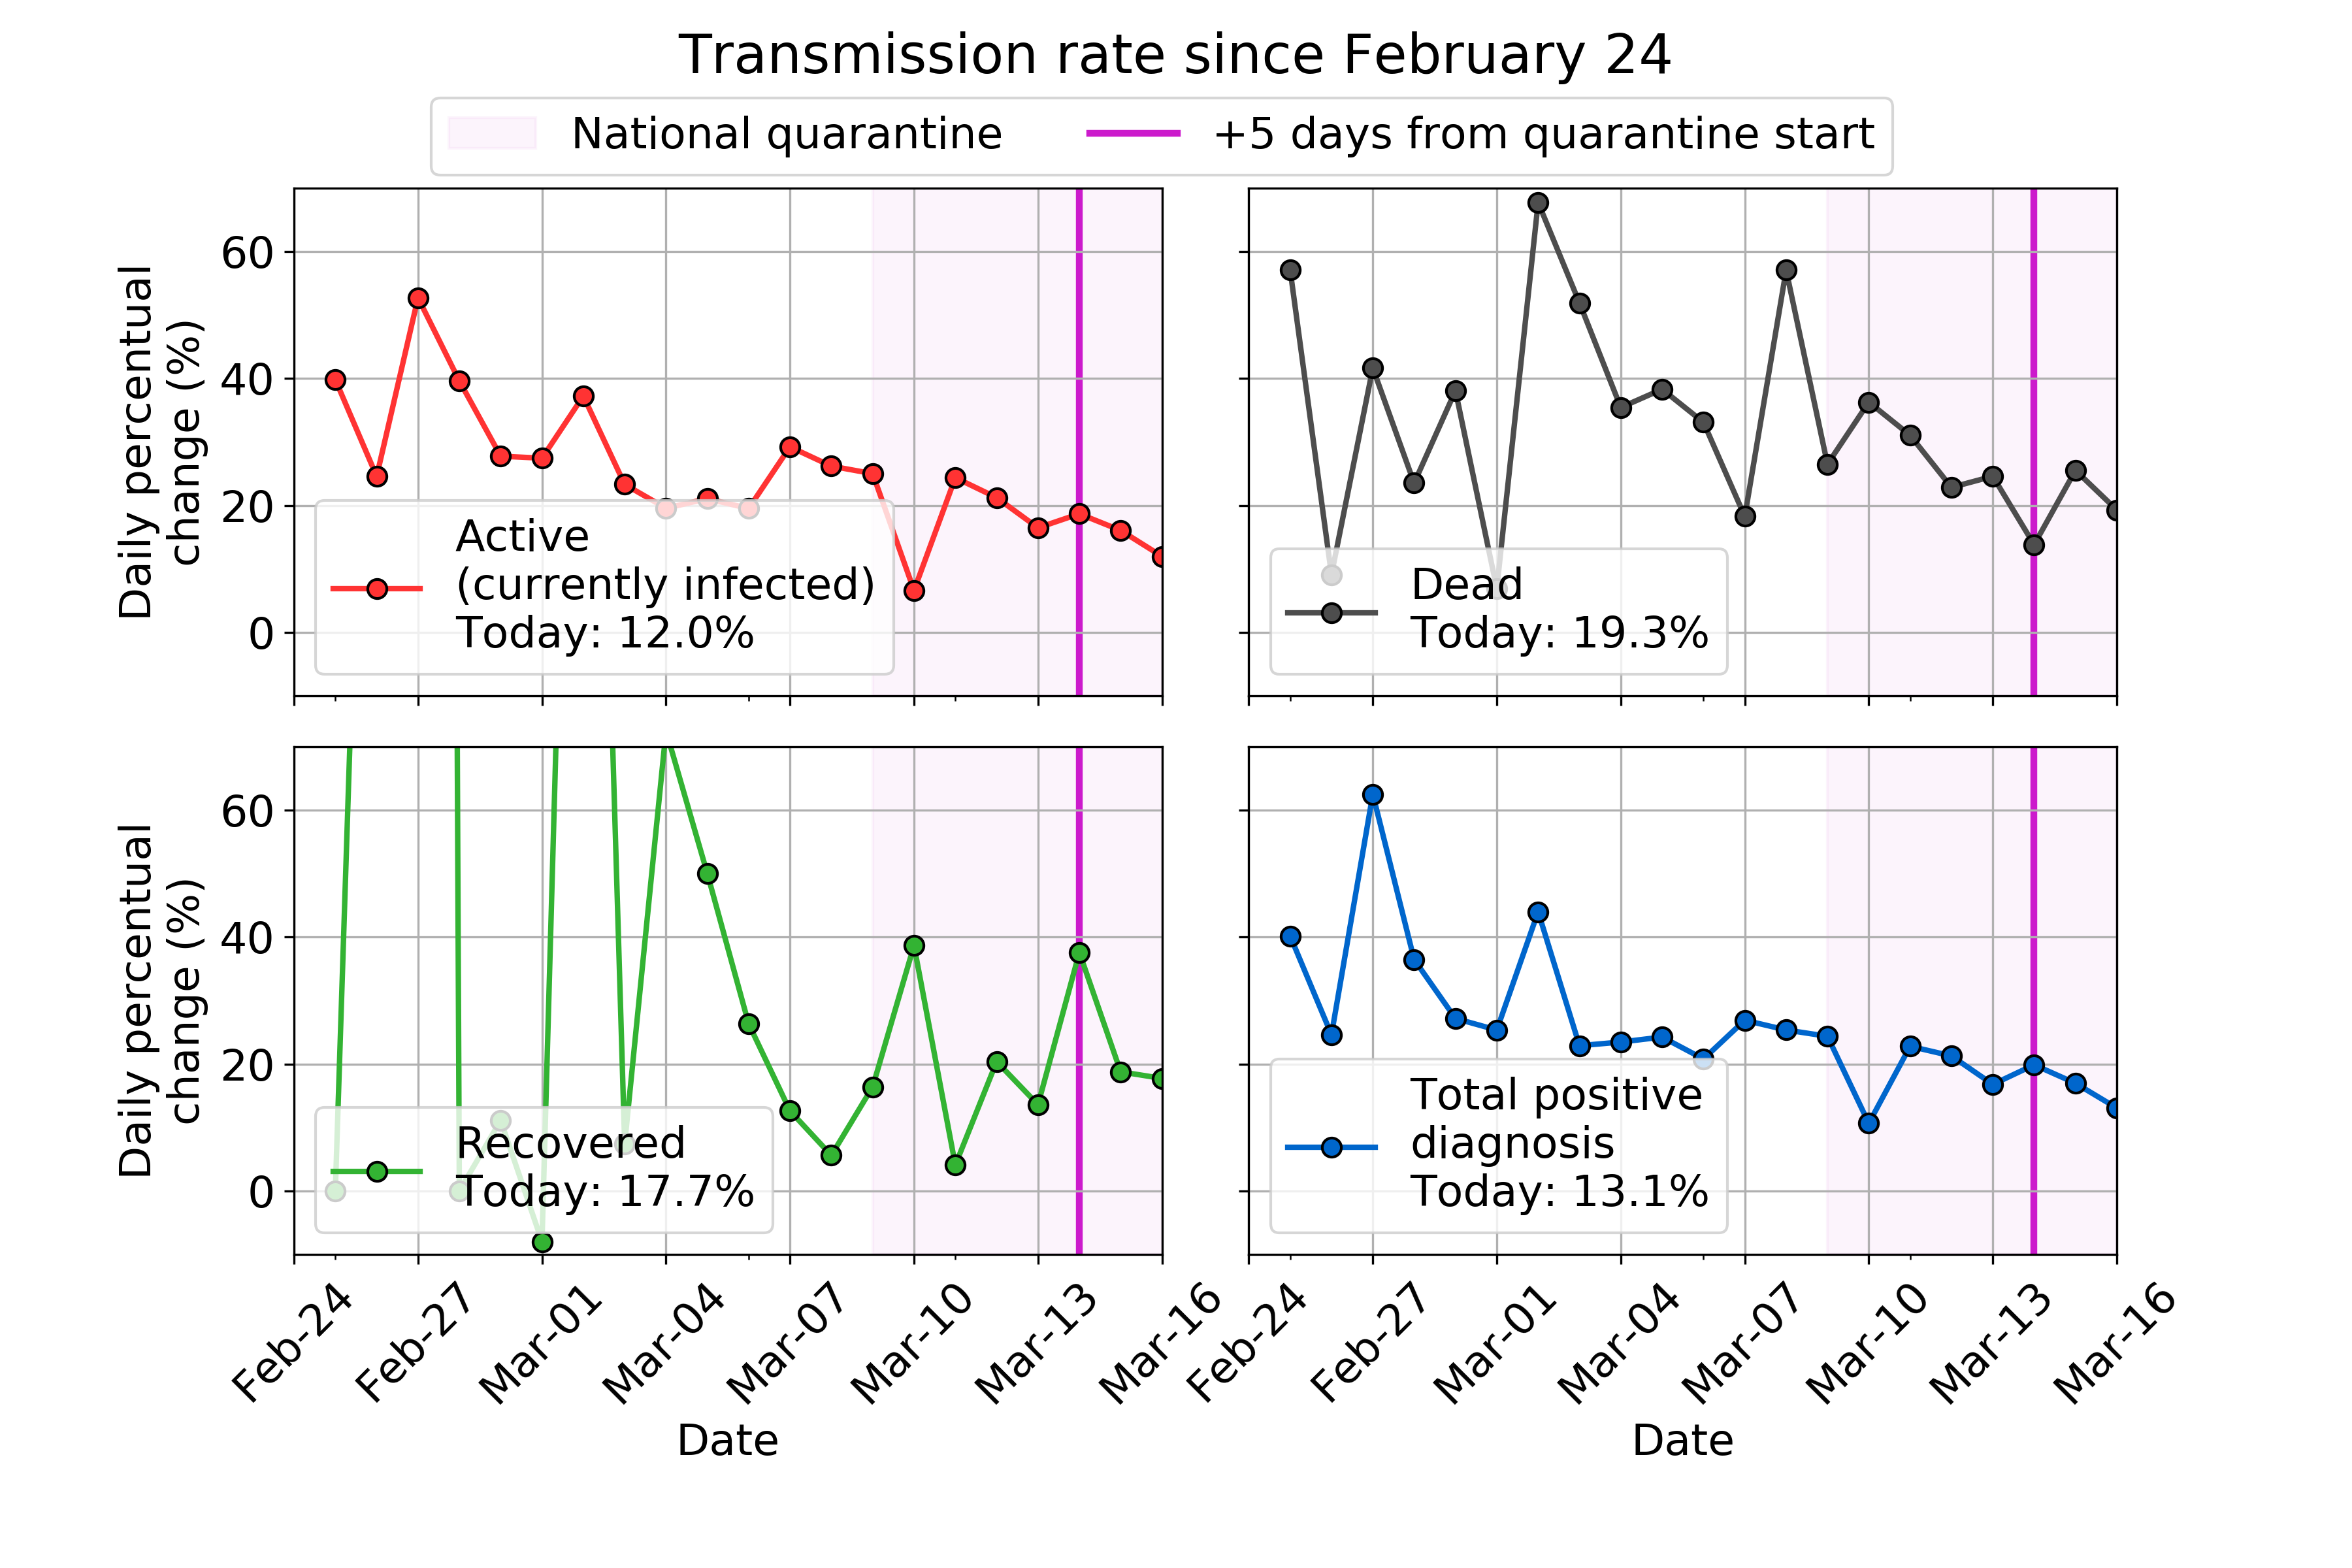 Transmission rate since February 24
National quarantine
+5 days from quarantine start
Daily percentual
change (%)
60
40
20
0
Active
(currently infected)
Today: 12.0%
Dead
Today: 19.3%
Daily percentual
change (%)
60
40
20
0
Recovered
Today: 17.7%
Total positive
diagnosis
Today: 13.1%
Feb-24
Feb-27
Mar-01
Mar-04
Mar-07
Mar-10
Mar-13
Mar-16
Date
Feb-24
Feb-27
Mar-01
Mar-04
Mar-07
Mar-10
Mar-13
Mar-16
Date